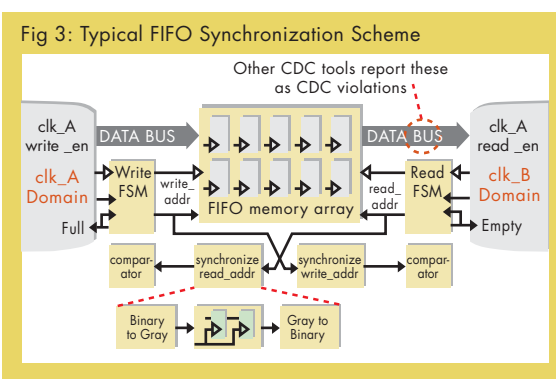 Fig 3: Typical FIFO Synchronization Scheme
Other CDC tools report these
as CDC violations
clk_A
write _en
clk_A
Domain
Full
DATA BUS
Write
FSM
write_
addr
FIFO memory array
DATA BUS
read_
addr
Read
FSM
clk_A
read _en
clk_B
Domain
Empty
compar-
ator
synchronize
read_addr
synchronize
write_addr
compar-
ator
Binary
to Gray
Gray to
Binary